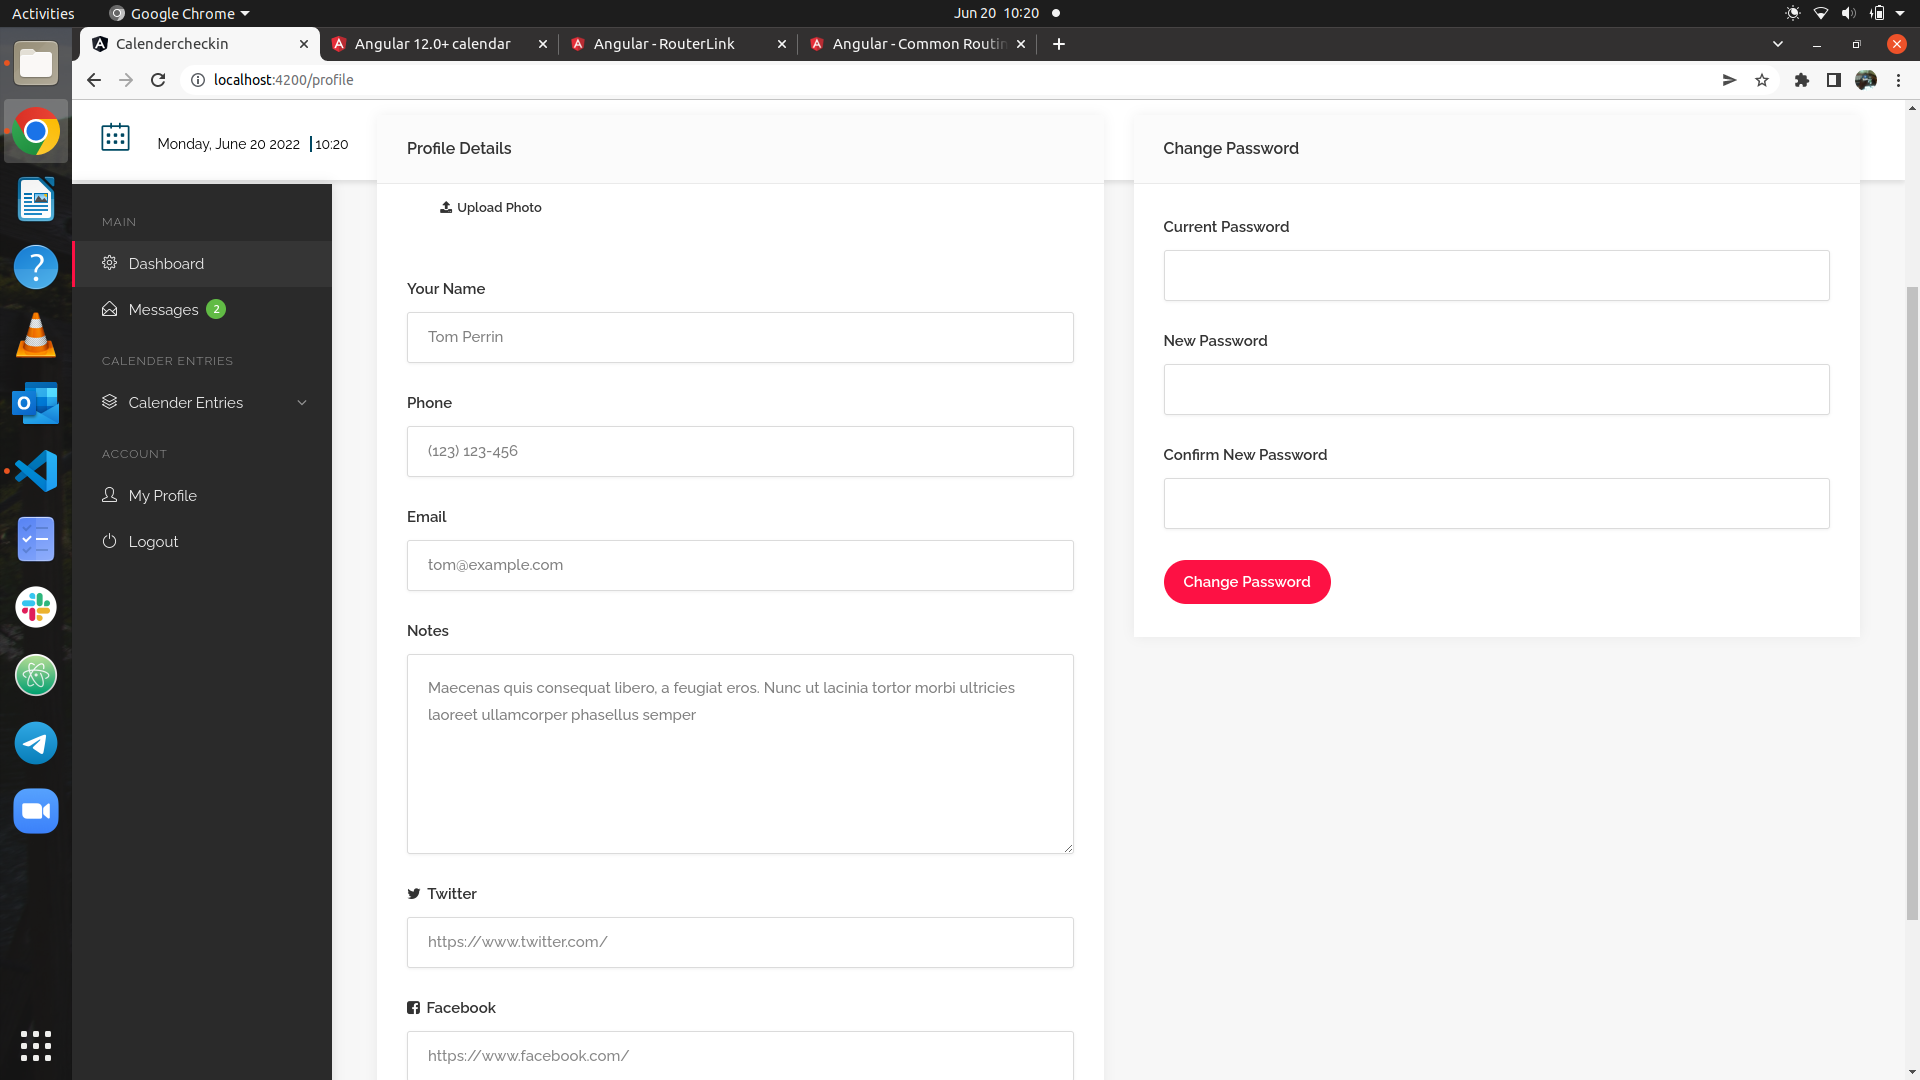 Activities
Google Chrome
Jun 20 10:20
Calendercheckin
Angular 12.0+ calendar
Angular - RouterLink
Angular - Common Routin
localhost:4200/profile
Monday, June 20 2022 10:20
MAIN
Dashboard
Messages 2
CALENDER ENTRIES
Calender Entries
ACCOUNT
My Profile
Logout
Profile Details
Upload Photo
Your Name
Tom Perrin
Phone
(123) 123-456
Email
tom@example.com
Notes
Maecenas quis consequat libero, a feugiat eros. Nunc ut lacinia tortor morbi ultricies
laoreet ullamcorper phasellus semper
Twitter
https://www.twitter.com/
Facebook
https://www.facebook.com/
Change Password
Current Password
New Password
Confirm New Password
Change Password